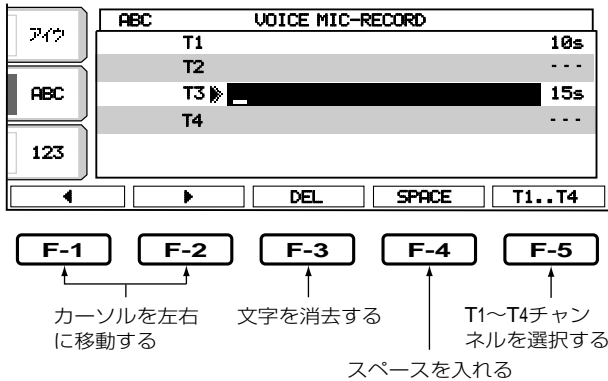 アイウ
ABC VOICE MIC-RECORD
T1 10s
T2 ---
ABC
T3 _ 15s
T4 ---
123
◀ ▶ DEL SPACE T1..T4
F-1 F-2 F-3 F-4 F-5
カーソルを左右
に移動する
文字を消去する
T1～T4チャン
ネルを選択する
スペースを入れる